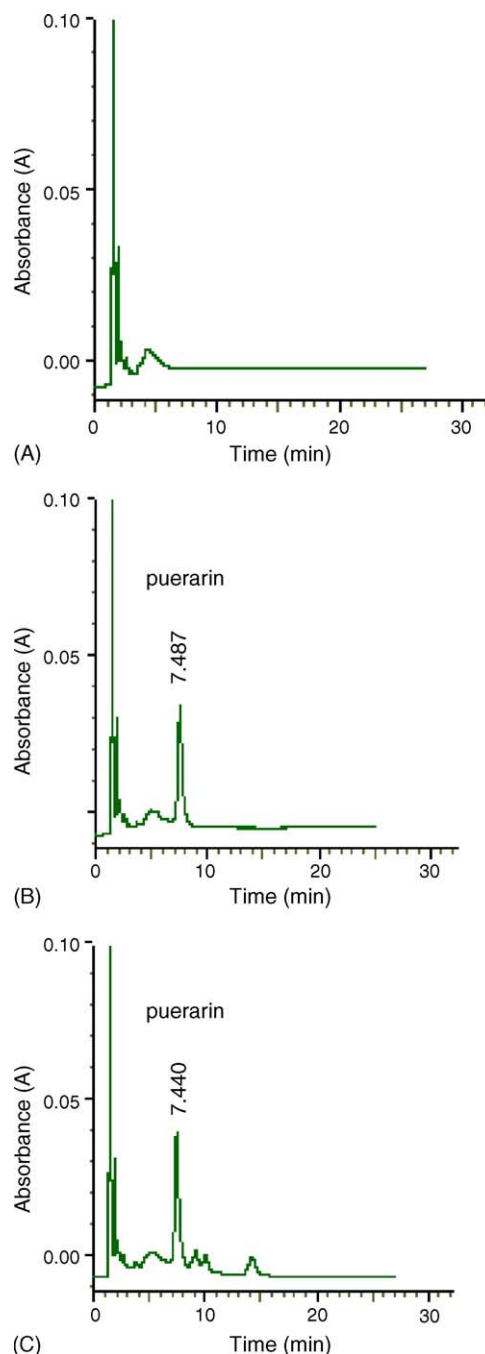 0.10
0.05
0.00
Absorbance (A)
0 10 20 30
Time (min)
(A)
0.10
0.05
Absorbance (A)
puerarin
7.487
0 10 20 30
Time (min)
(B)
0.10
0.05
0.00
Absorbance (A)
puerarin
7.440
0 10 20 30
Time (min)
(C)